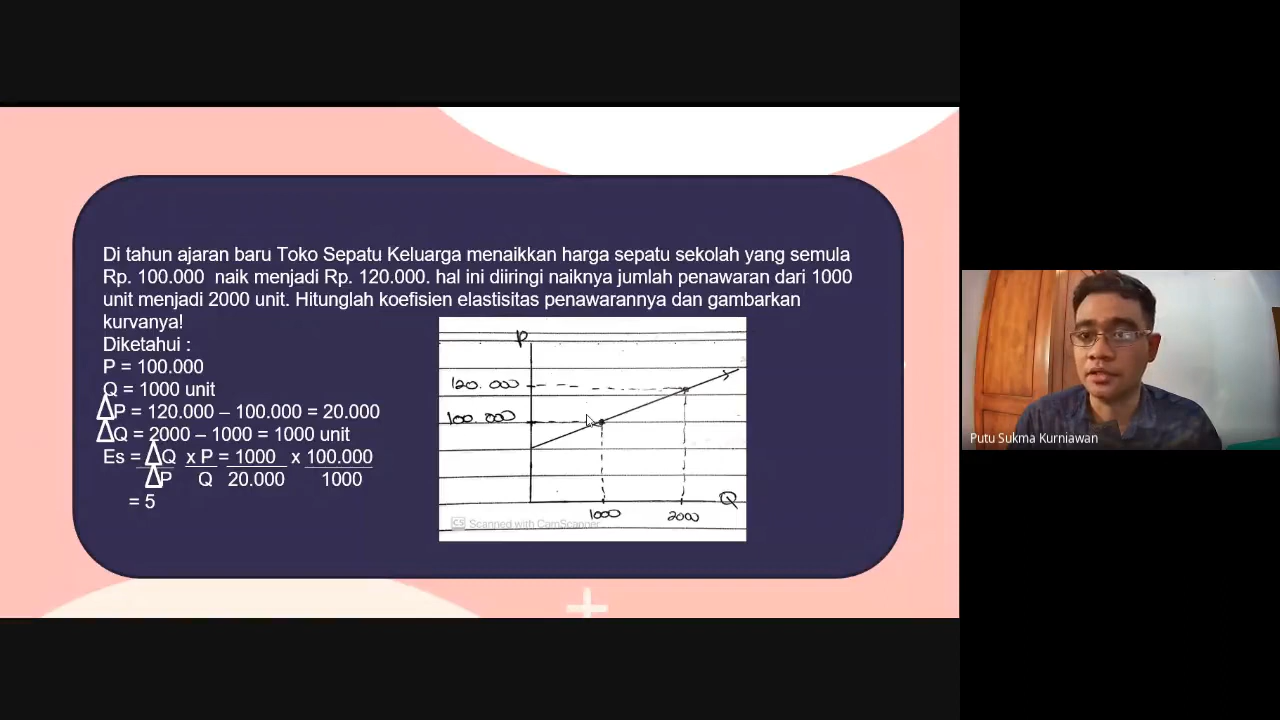 Di tahun ajaran baru Toko Sepatu Keluarga menaikkan harga sepatu sekolah yang semula
Rp. 100.000 naik menjadi Rp. 120.000. hal ini diiringi naiknya jumlah penawaran dari 1000
unit menjadi 2000 unit. Hitunglah koefisien elastisitas penawarannya dan gambarkan
kurvanya!
Diketahui :
P = 100.000
Q = 1000 unit
ΔP = 120.000 – 100.000 = 20.000
ΔQ = 2000 – 1000 = 1000 unit
Es = ΔQ x P = 1000 x 100.000
ΔP Q 20.000 1000
= 5
P
120.000
100.000
Q
1000 2000
CS Scanned with CamScanner
Putu Sukma Kurniawan